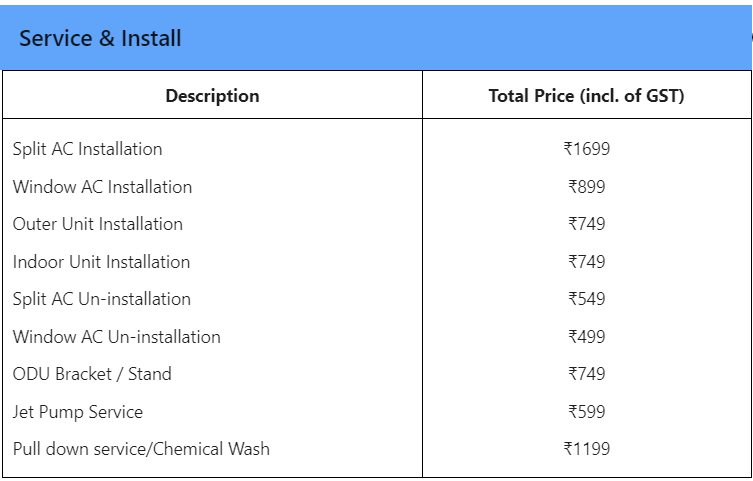 Service & Install
Description Total Price (incl. of GST)
Split AC Installation ₹1699
Window AC Installation ₹899
Outer Unit Installation ₹749
Indoor Unit Installation ₹749
Split AC Un-installation ₹549
Window AC Un-installation ₹499
ODU Bracket / Stand ₹749
Jet Pump Service ₹599
Pull down service/Chemical Wash ₹1199